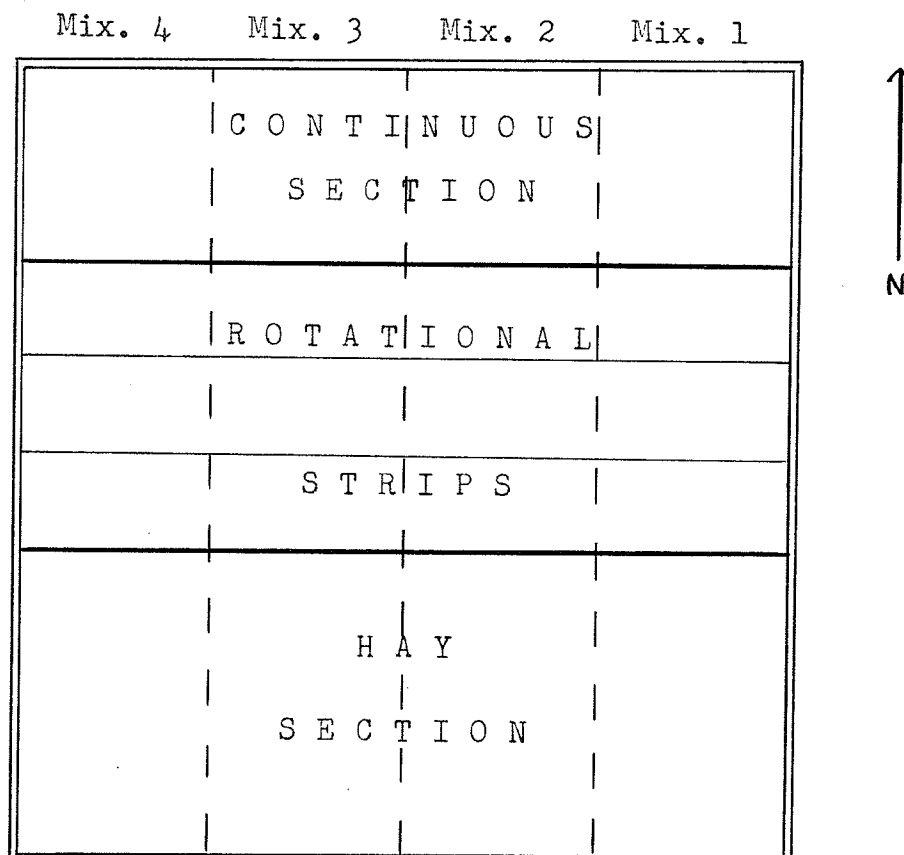 Mix. 4 Mix. 3 Mix. 2 Mix. 1
CONTINUOUS
SECTION
N
ROTATIONAL
STRIPS
HAY
SECTION